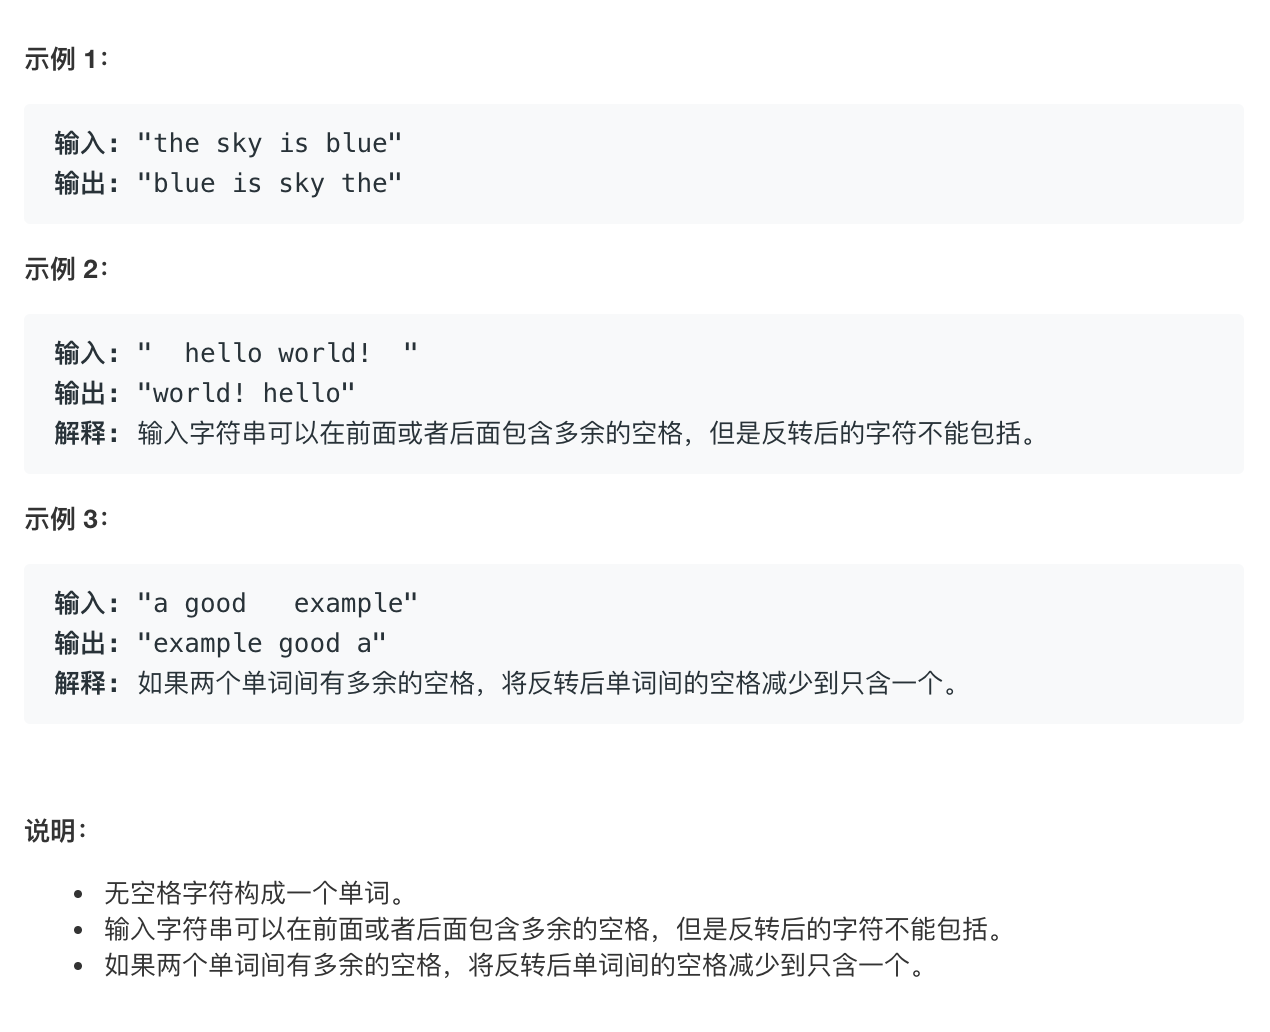 示例 1：
输入："the sky is blue"
输出："blue is sky the"
示例 2：
输入："  hello world!  "
输出："world! hello"
解释：输入字符串可以在前面或者后面包含多余的空格，但是反转后的字符不能包括。
示例 3：
输入："a good   example"
输出："example good a"
解释：如果两个单词间有多余的空格，将反转后单词间的空格减少到只含一个。
说明：
• 无空格字符构成一个单词。
• 输入字符串可以在前面或者后面包含多余的空格，但是反转后的字符不能包括。
• 如果两个单词间有多余的空格，将反转后单词间的空格减少到只含一个。